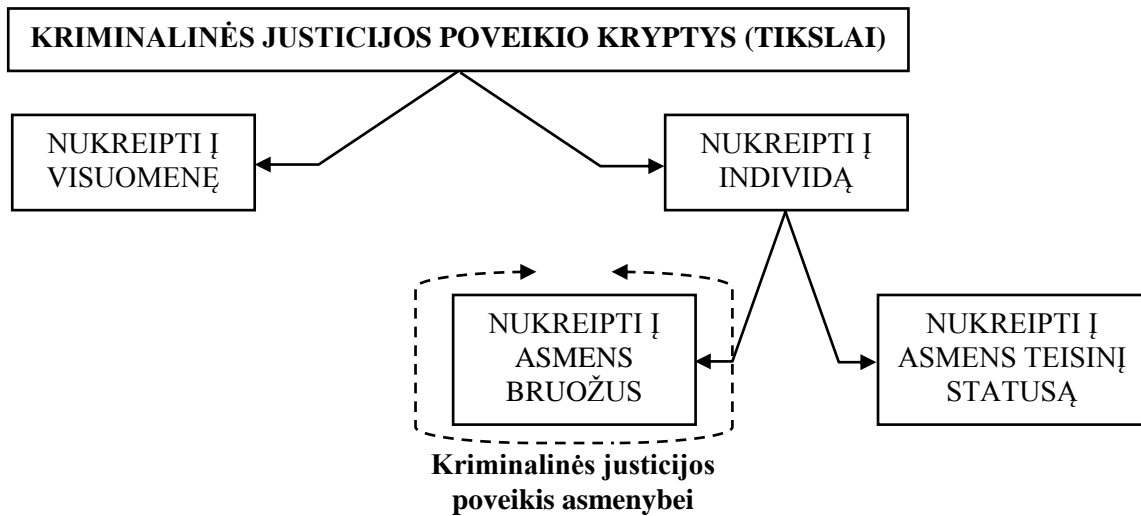 KRIMINALINĖS JUSTICIJOS POVEIKIO KRYPTYS (TIKSLAI)
NUKREIPTI Į
VISUOMENĘ
NUKREIPTI Į
INDIVIDĄ
NUKREIPTI Į
ASMENS
BRUOŽUS
NUKREIPTI Į
ASMENS TEISINĮ
STATUSĄ
Kriminalinės justicijos
poveikis asmenybei